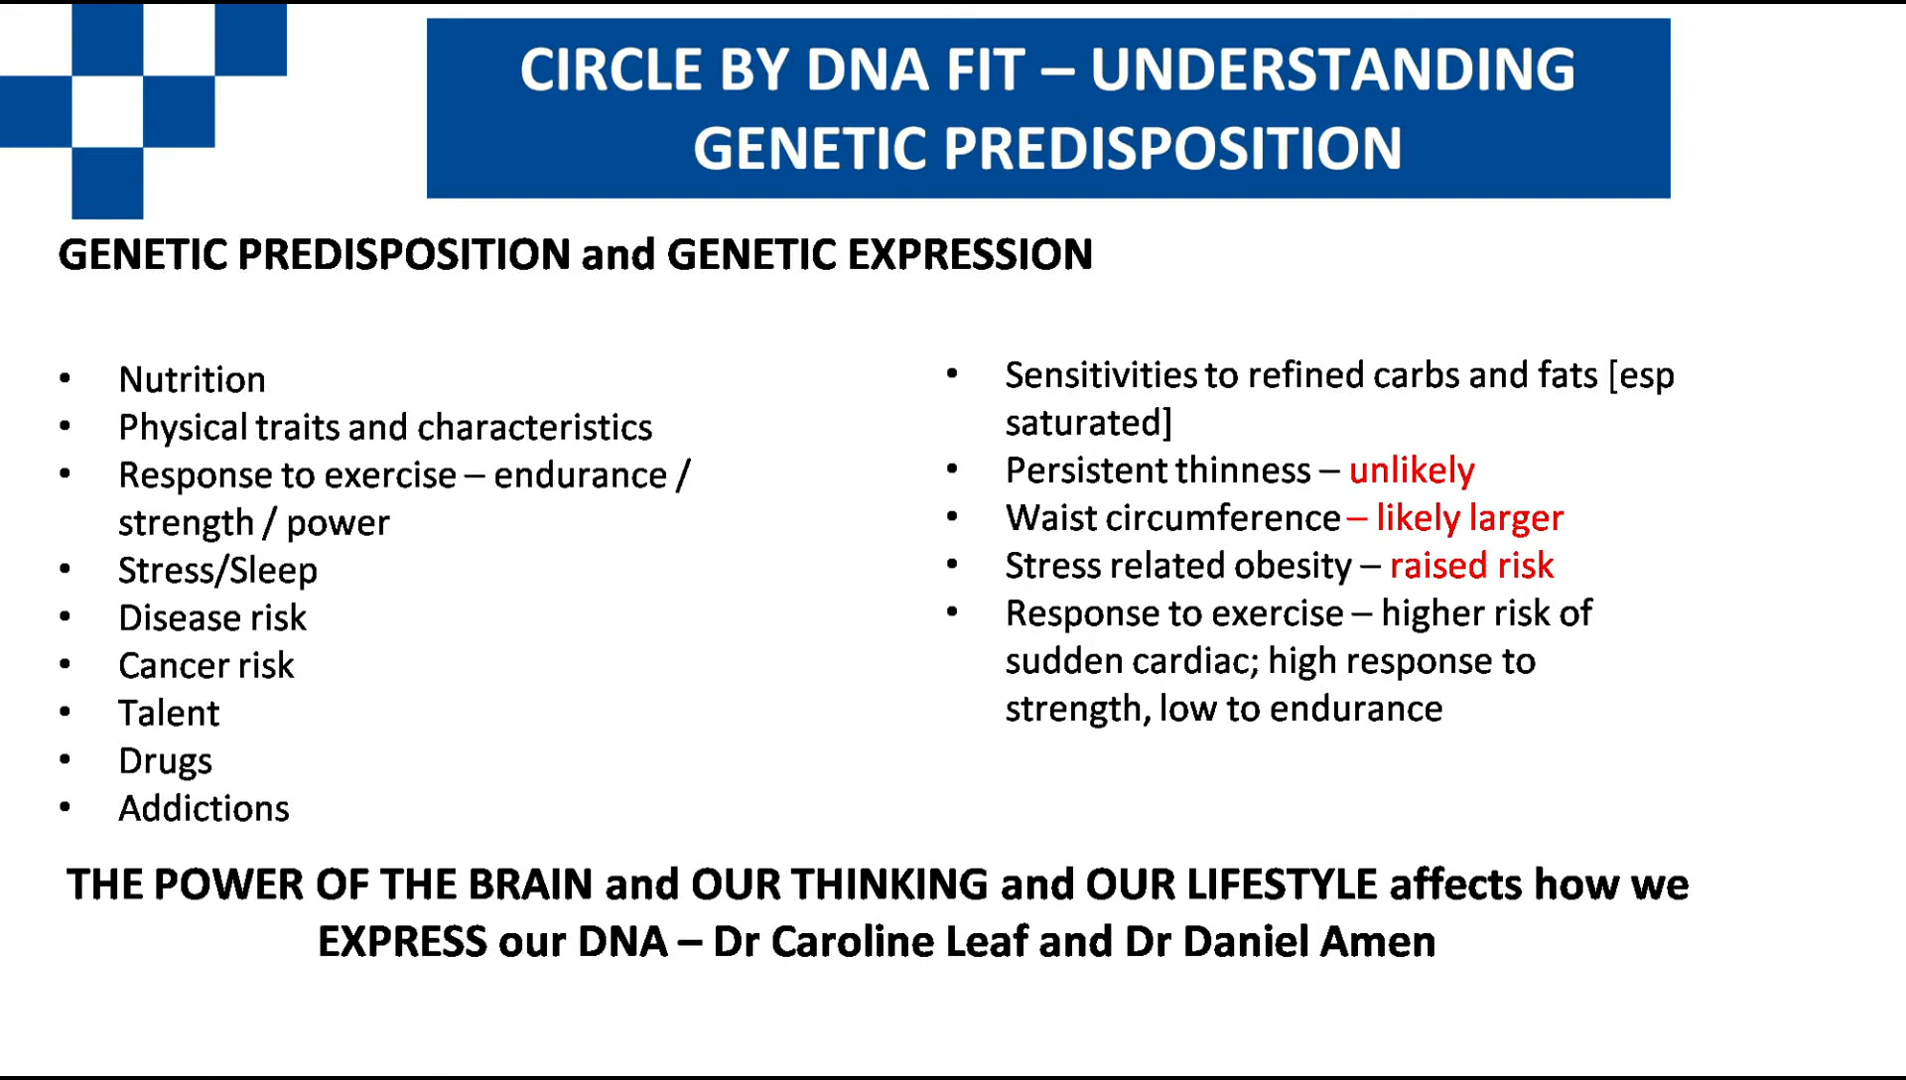 CIRCLE BY DNA FIT – UNDERSTANDING
GENETIC PREDISPOSITION
GENETIC PREDISPOSITION and GENETIC EXPRESSION
• Nutrition
• Physical traits and characteristics
• Response to exercise – endurance /
strength / power
• Stress/Sleep
• Disease risk
• Cancer risk
• Talent
• Drugs
• Addictions
• Sensitivities to refined carbs and fats [esp
saturated]
• Persistent thinness – unlikely
• Waist circumference – likely larger
• Stress related obesity – raised risk
• Response to exercise – higher risk of
sudden cardiac; high response to
strength, low to endurance
THE POWER OF THE BRAIN and OUR THINKING and OUR LIFESTYLE affects how we
EXPRESS our DNA – Dr Caroline Leaf and Dr Daniel Amen